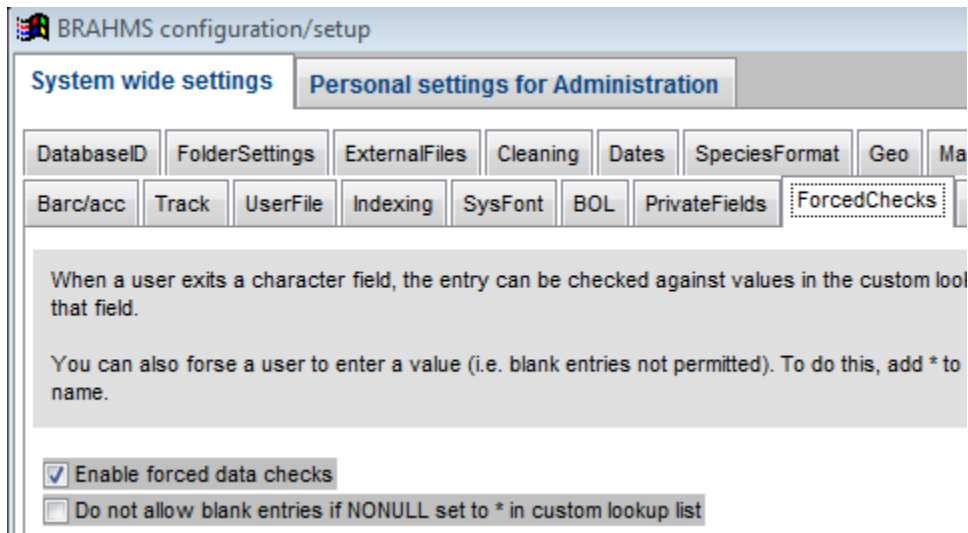 BRAHMS configuration/setup
System wide settings Personal settings for Administration
DatabaseID FolderSettings ExternalFiles Cleaning Dates SpeciesFormat Geo
Barc/acc Track UserFile Indexing SysFont BOL PrivateFields ForcedChecks
When a user exits a character field, the entry can be checked against values in the custom
that field.
You can also forse a user to enter a value (i.e. blank entries not permitted). To do this, add * to
name.
Enable forced data checks
Do not allow blank entries if NONULL set to * in custom lookup list